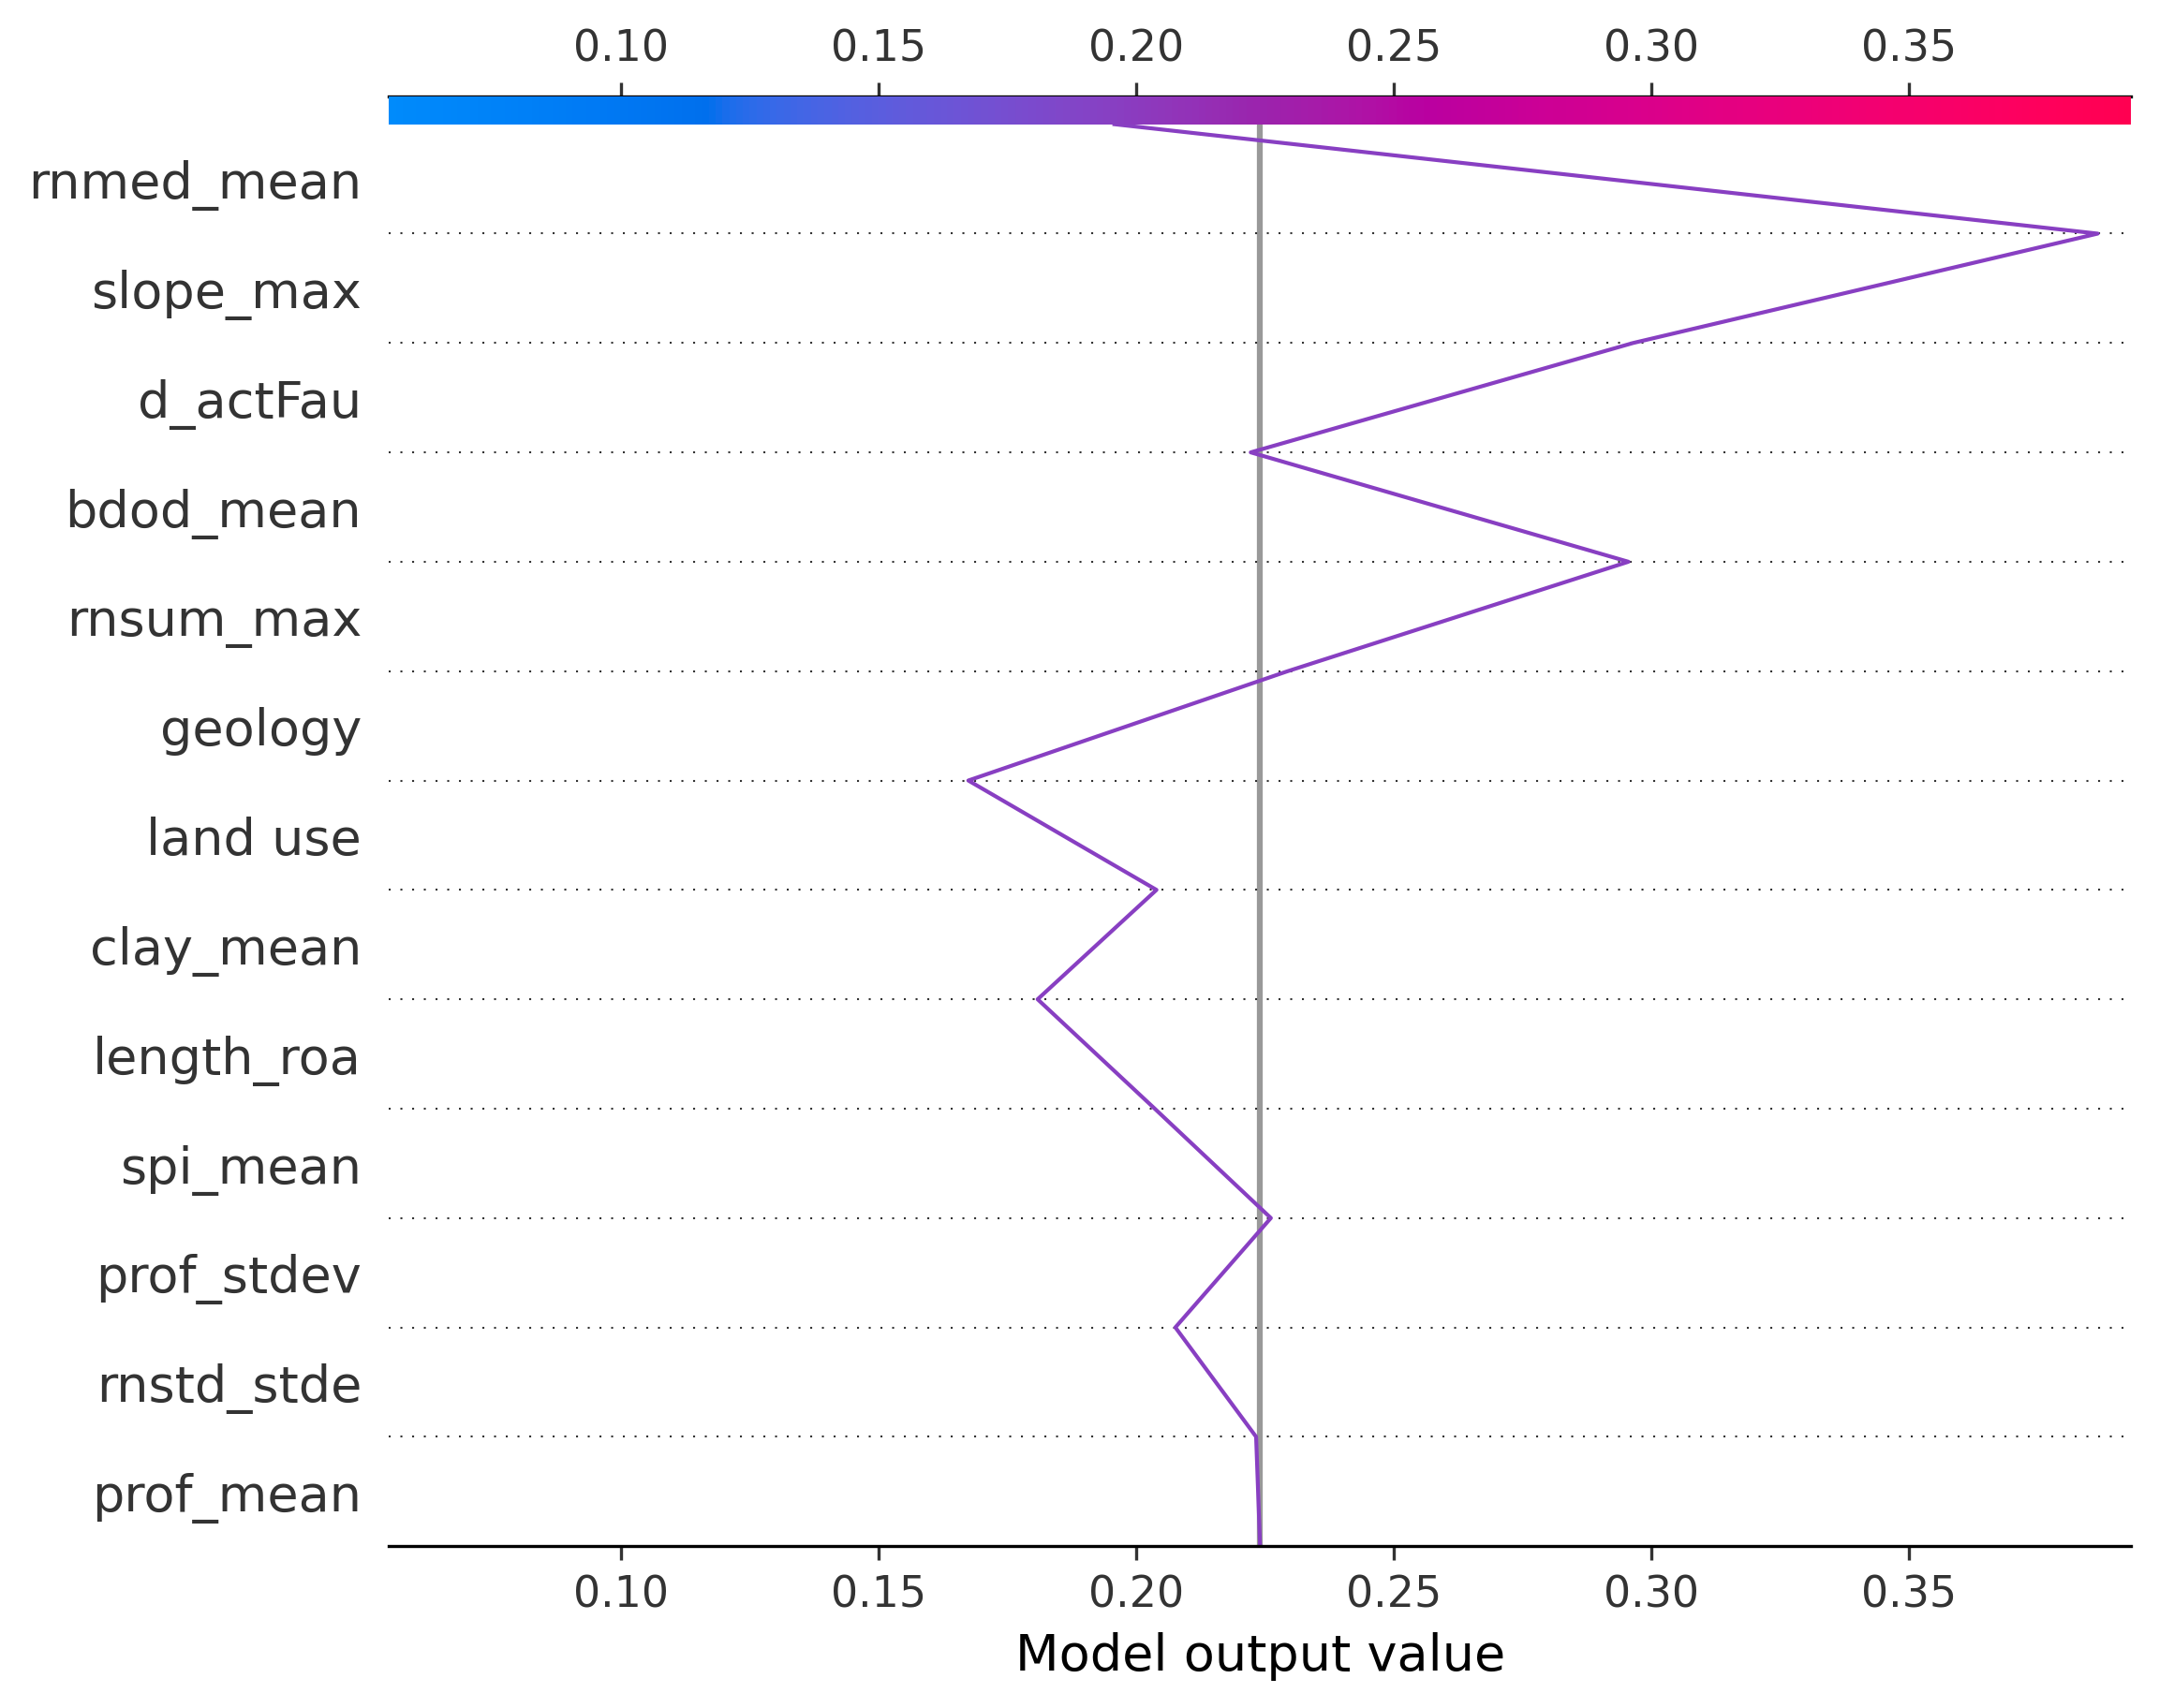 0.10 0.15 0.20 0.25 0.30 0.35
rnmed_mean
slope_max
d_actFau
bdod_mean
rnsum_max
geology
land use
clay_mean
length_roa
spi_mean
prof_stdev
rnstd_stde
prof_mean
0.10 0.15 0.20 0.25 0.30 0.35
Model output value